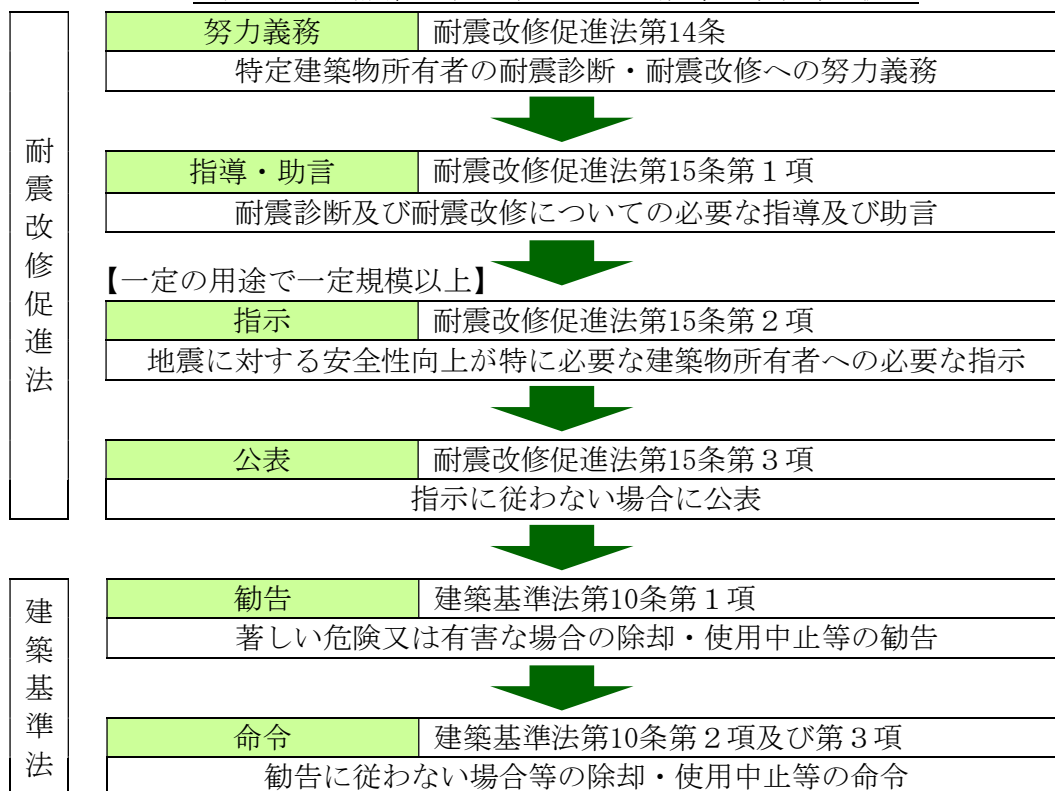 耐震改修促進法
努力義務 耐震改修促進法第14条
特定建築物所有者の耐震診断・耐震改修への努力義務
指導・助言 耐震改修促進法第15条第１項
耐震診断及び耐震改修についての必要な指導及び助言
【一定の用途で一定規模以上】
指示 耐震改修促進法第15条第２項
地震に対する安全性向上が特に必要な建築物所有者への必要な指示
公表 耐震改修促進法第15条第３項
指示に従わない場合に公表
建築基準法
勧告 建築基準法第10条第１項
著しい危険又は有害な場合の除却・使用中止等の勧告
命令 建築基準法第10条第２項及び第３項
勧告に従わない場合等の除却・使用中止等の命令